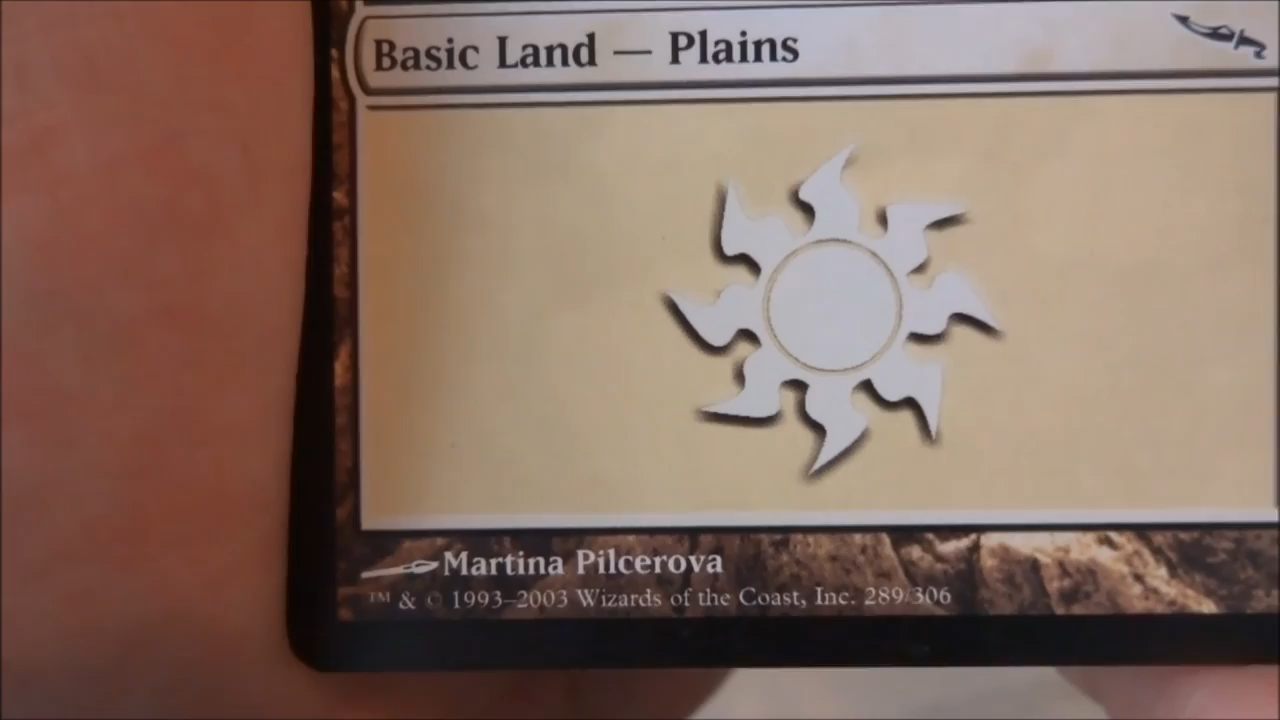 Basic Land — Plains
Martina Pilcerova
™ & © 1993–2003 Wizards of the Coast, Inc. 289/306